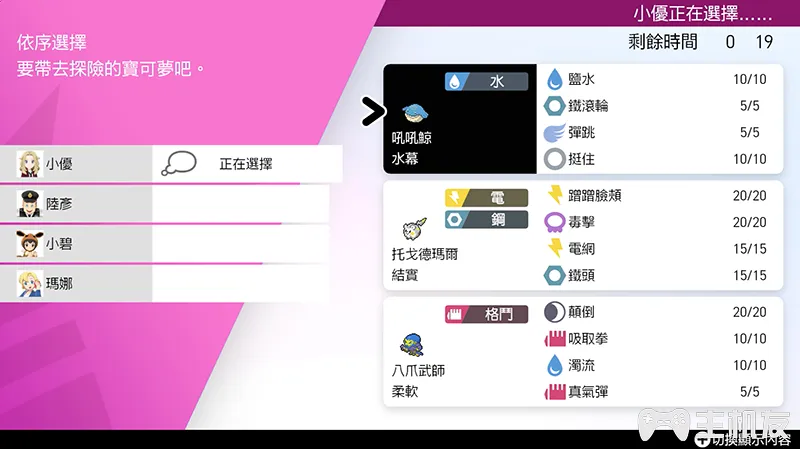 小優正在選擇……
依序選擇
要帶去探險的寶可夢吧。
剩餘時間 0 19
小優 正在選擇
陸彥
小碧
瑪娜
吼吼鯨
水幕
水
鹽水 10/10
鐵滾輪 5/5
彈跳 5/5
挺住 10/10
托戈德瑪爾
結實
電
鋼
蹭蹭臉頰 20/20
毒擊 20/20
電網 15/15
鐵頭 15/15
八爪武師
柔軟
格鬥
顛倒 20/20
吸取拳 10/10
濁流 10/10
真氣彈 5/5
主机友
切換顯示內容